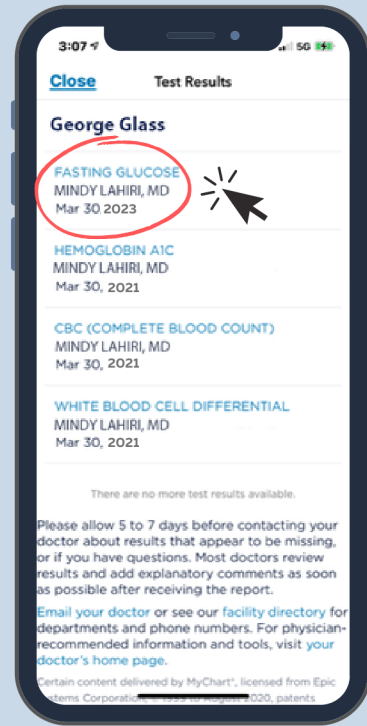 3:07
5G
Close
Test Results
George Glass
FASTING GLUCOSE
MINDY LAHIRI, MD
Mar 30 2023
HEMOGLOBIN A1C
MINDY LAHIRI, MD
Mar 30, 2021
CBC (COMPLETE BLOOD COUNT)
MINDY LAHIRI, MD
Mar 30, 2021
WHITE BLOOD CELL DIFFERENTIAL
MINDY LAHIRI, MD
Mar 30, 2021
There are no more test results available.
Please allow 5 to 7 days before contacting your
doctor about results that appear to be missing,
or if you have questions. Most doctors review
results and add explanatory comments as soon
as possible after receiving the report.
Email your doctor or see our facility directory for
departments and phone numbers. For physician-
recommended information and tools, visit your
doctor's home page.
Certain content delivered by MyChart®, licensed from Epic
Corporation, 2020, patents